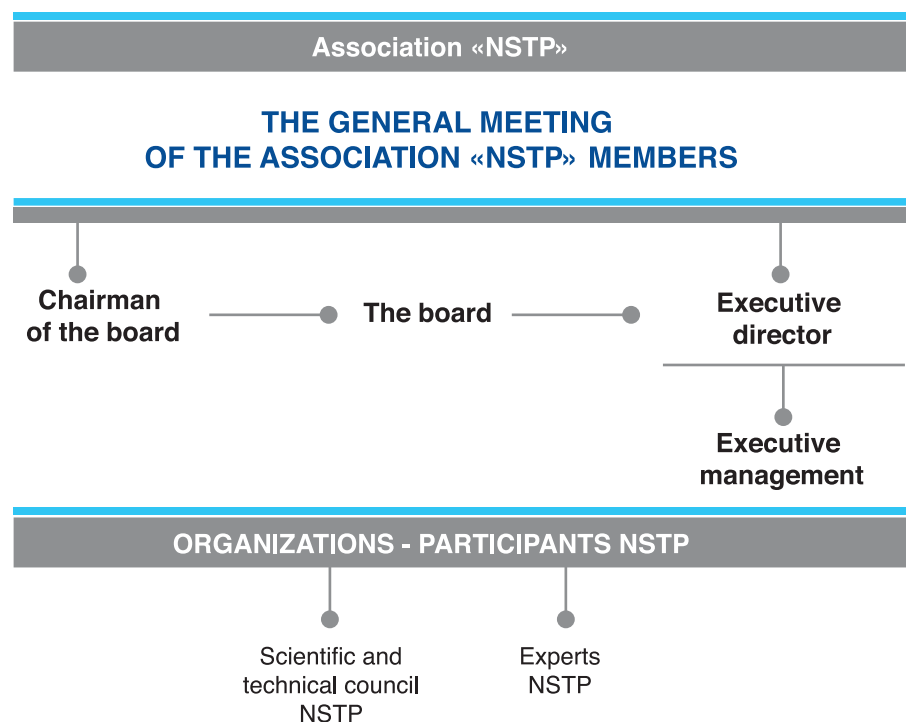 Association «NSTP»
THE GENERAL MEETING
OF THE ASSOCIATION «NSTP» MEMBERS
Chairman
of the board
The board
Executive
director
Executive
management
ORGANIZATIONS - PARTICIPANTS NSTP
Scientific and
technical council
NSTP
Experts
NSTP